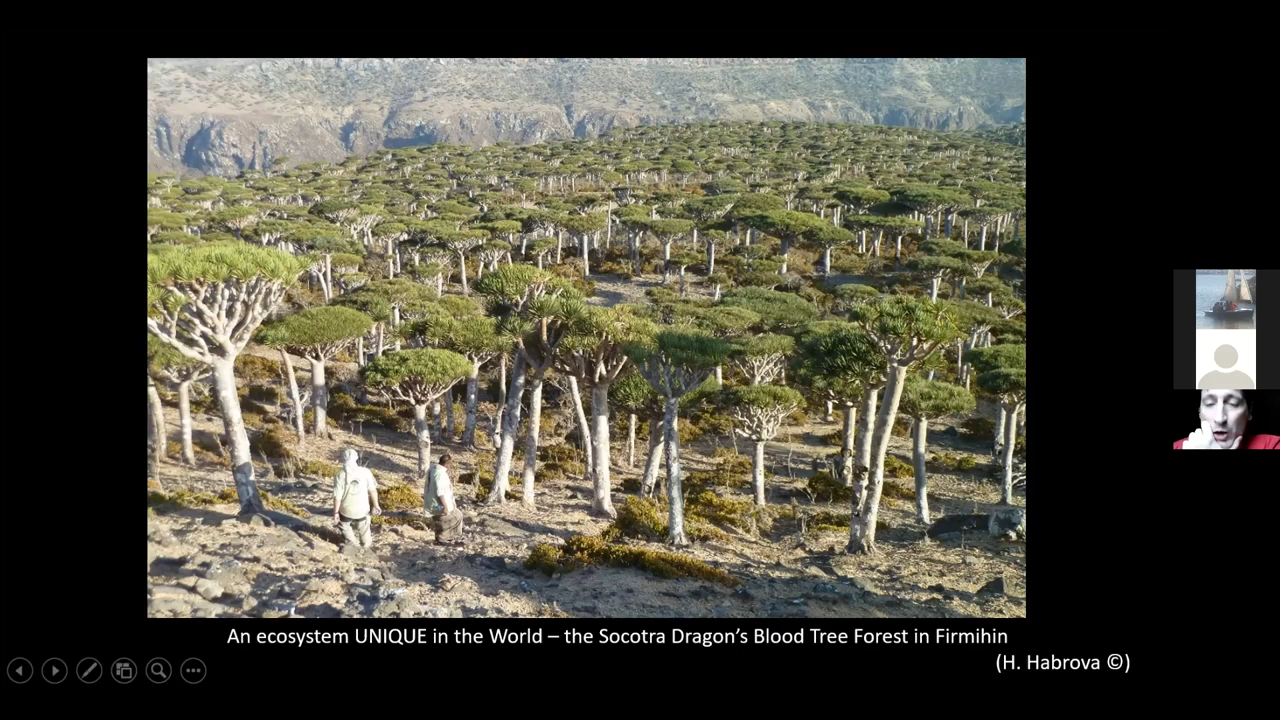 An ecosystem UNIQUE in the World – the Socotra Dragon's Blood Tree Forest in Firmihin
(H. Habrova ©)